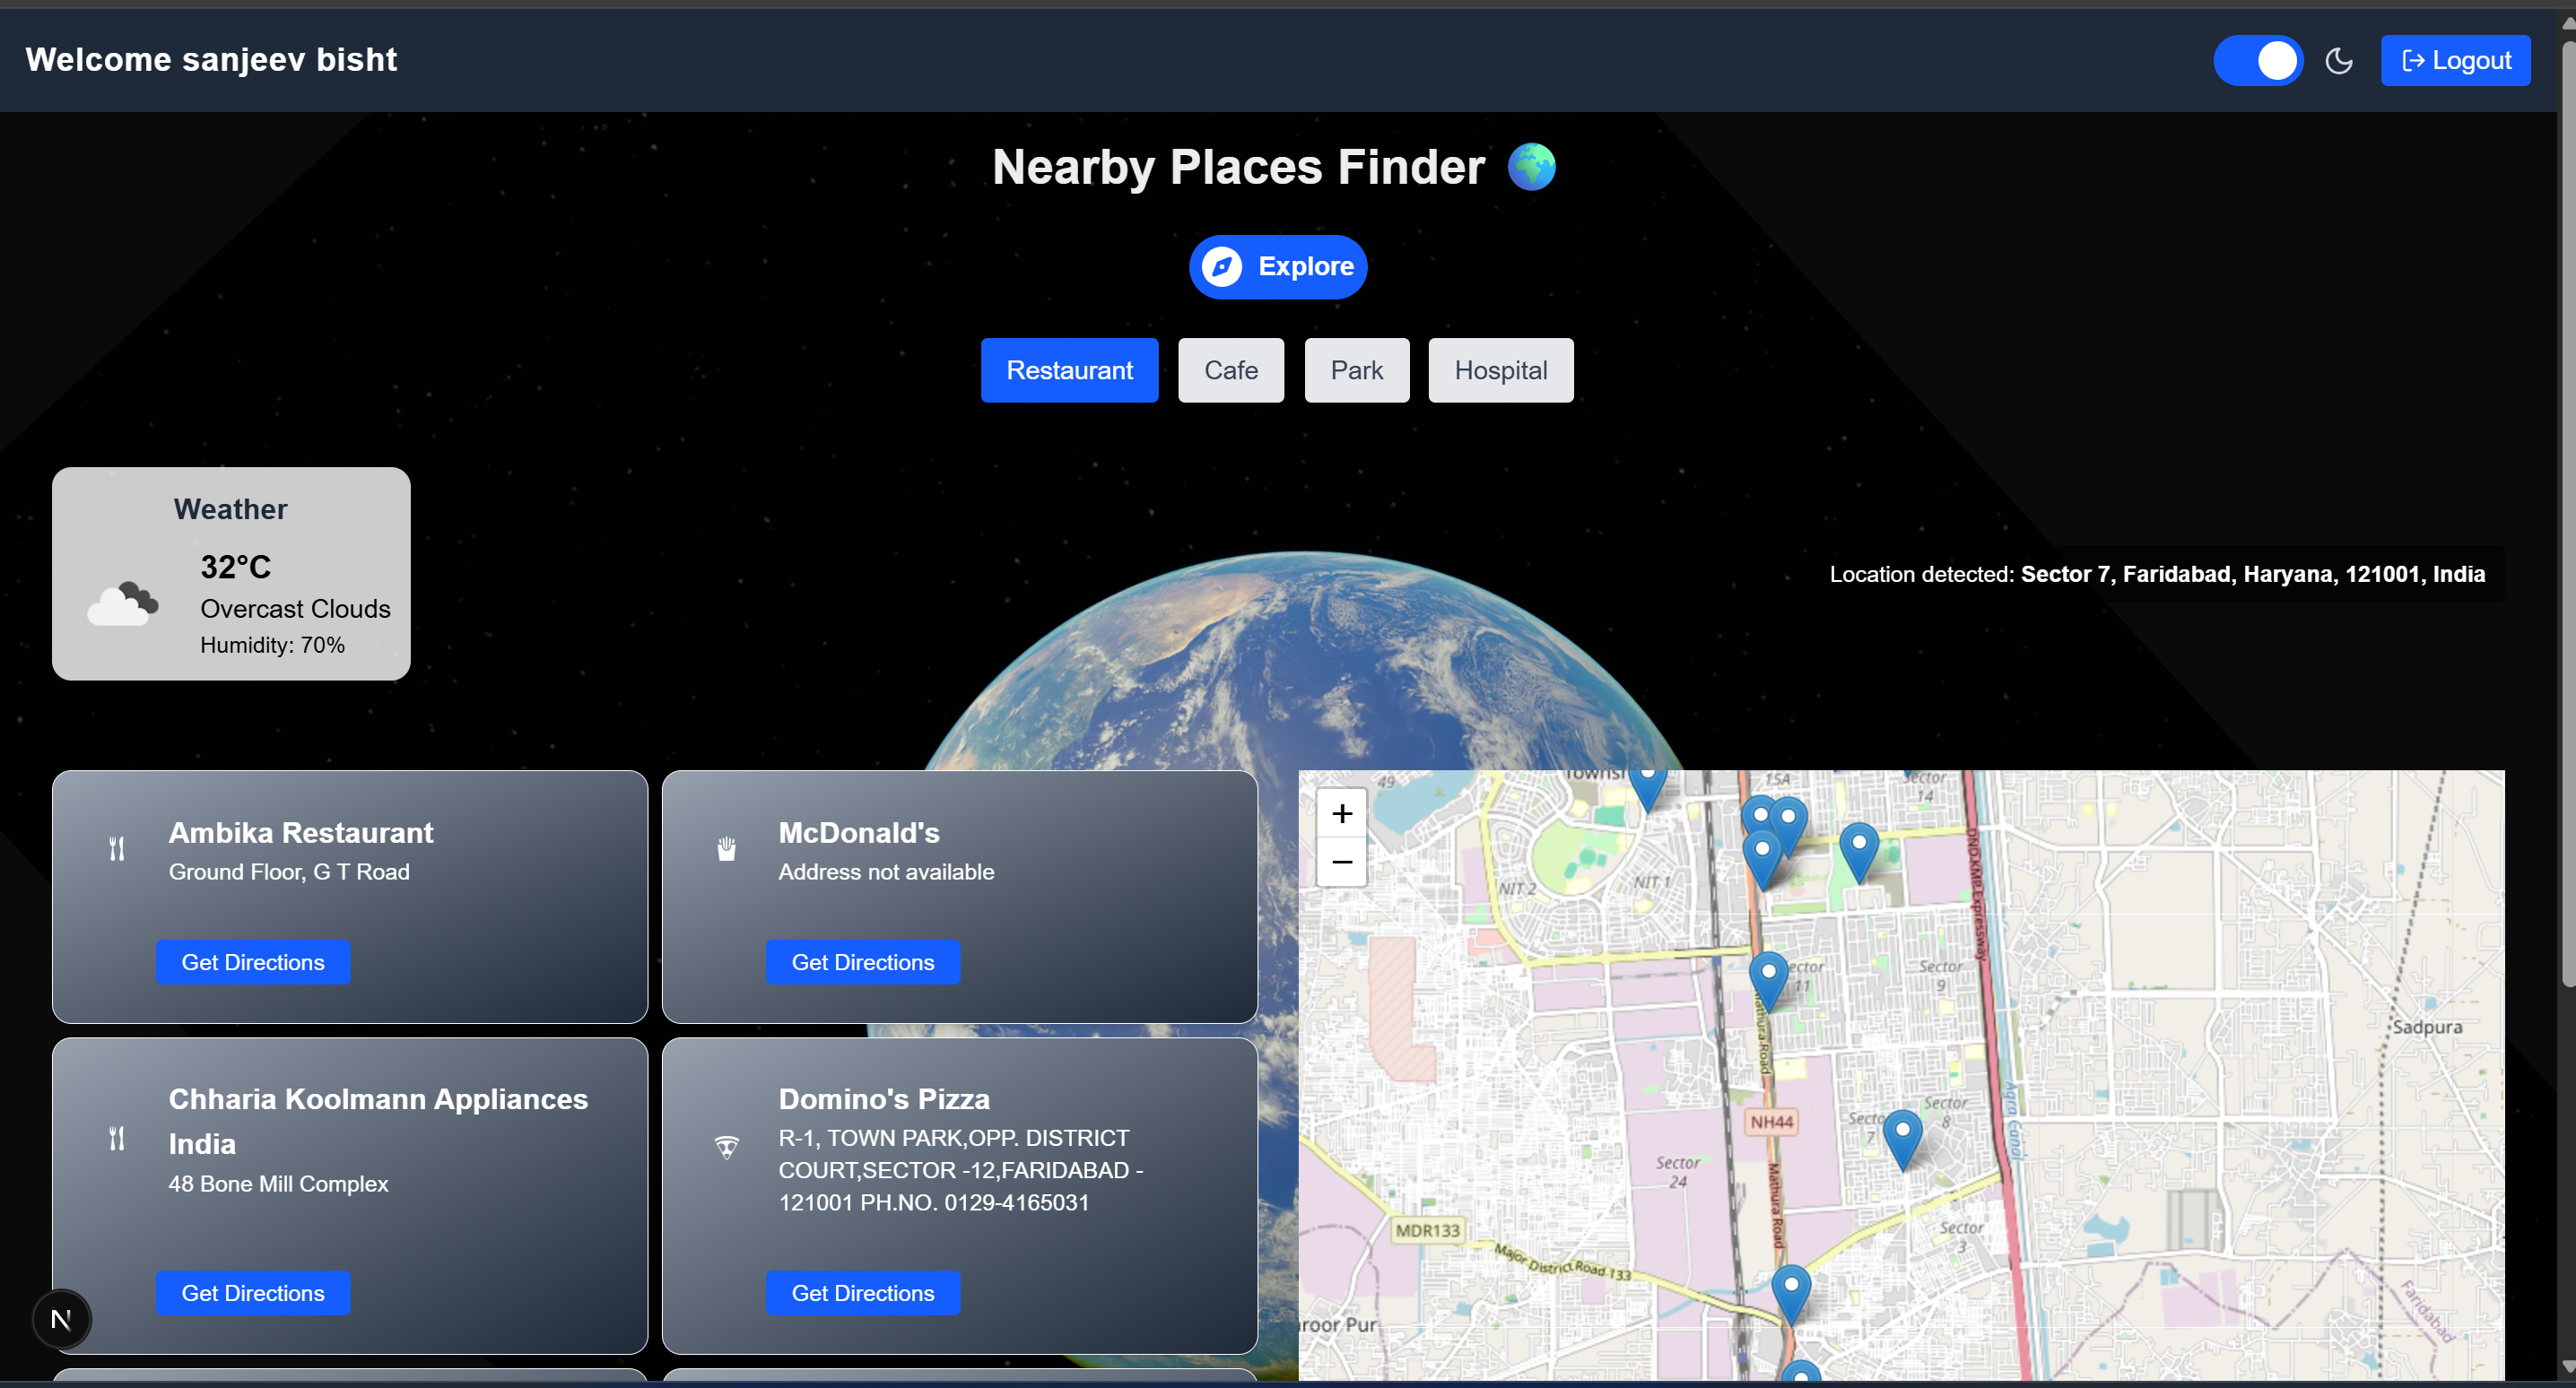 Welcome sanjeev bisht
Logout
Nearby Places Finder
Explore
Restaurant
Cafe
Park
Hospital
Weather
32°C
Overcast Clouds
Humidity: 70%
Location detected: Sector 7, Faridabad, Haryana, 121001, India
Ambika Restaurant
Ground Floor, G T Road
Get Directions
McDonald's
Address not available
Get Directions
Chharia Koolmann Appliances
India
48 Bone Mill Complex
Get Directions
Domino's Pizza
R-1, TOWN PARK,OPP. DISTRICT
COURT,SECTOR -12,FARIDABAD -
121001 PH.NO. 0129-4165031
Get Directions
N
+
−
49
15A
Sector
14
NIT 2
NIT 1
DND-KMP Expressway
11
Sector
9
Sadpura
Mathura Road
NH44
Sector
8
7
Agra Canal
Sector
24
Mathura Road
Sector
3
MDR133
Major District Road 133
roor Pur
Faridabad